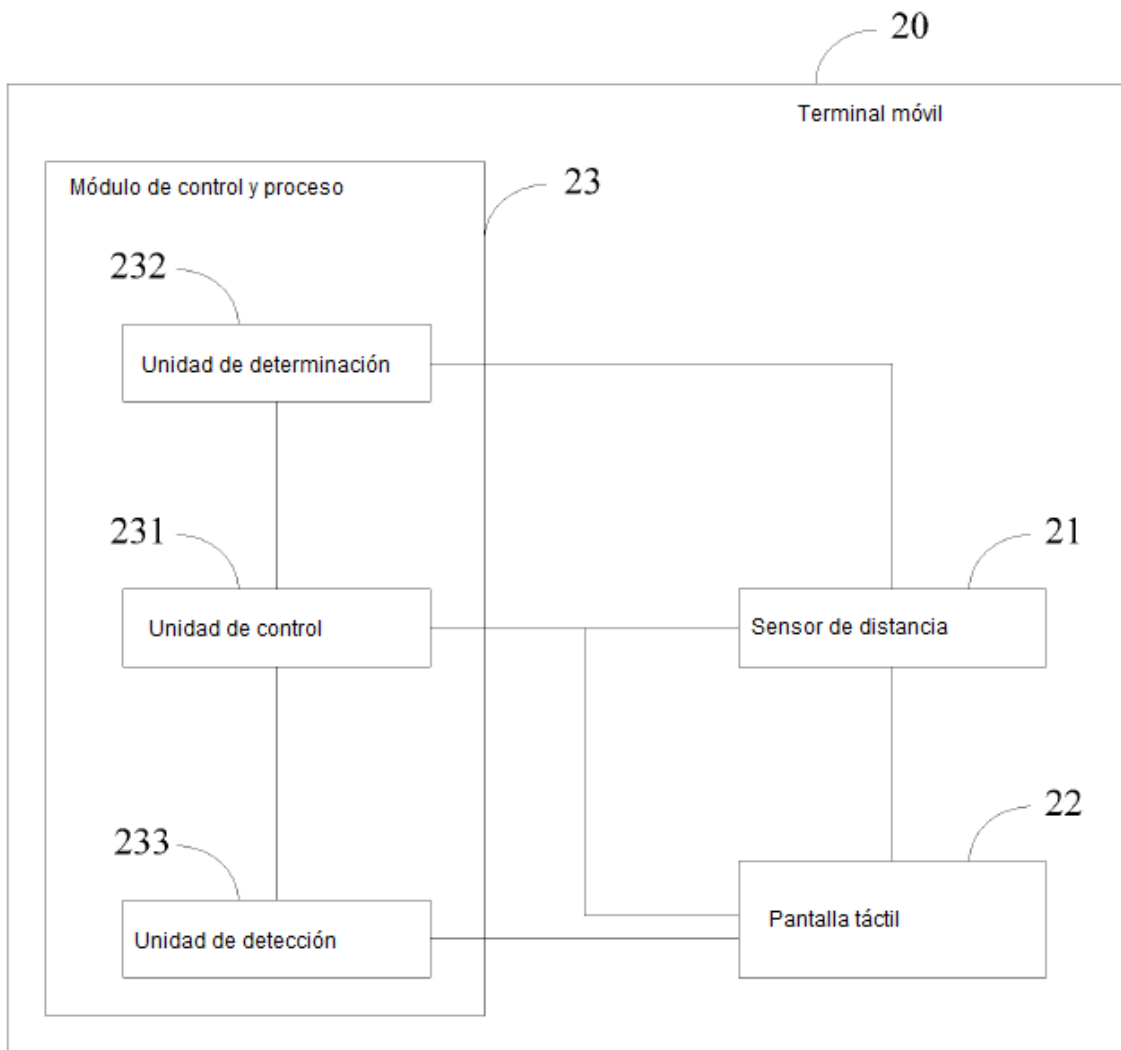 20
Terminal móvil
Módulo de control y proceso
23
232
Unidad de determinación
231
21
Unidad de control
Sensor de distancia
22
233
Pantalla táctil
Unidad de detección